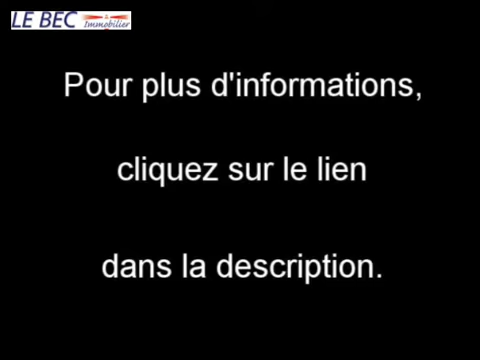 LE BEC
Immobilier
Pour plus d'informations,
cliquez sur le lien
dans la description.